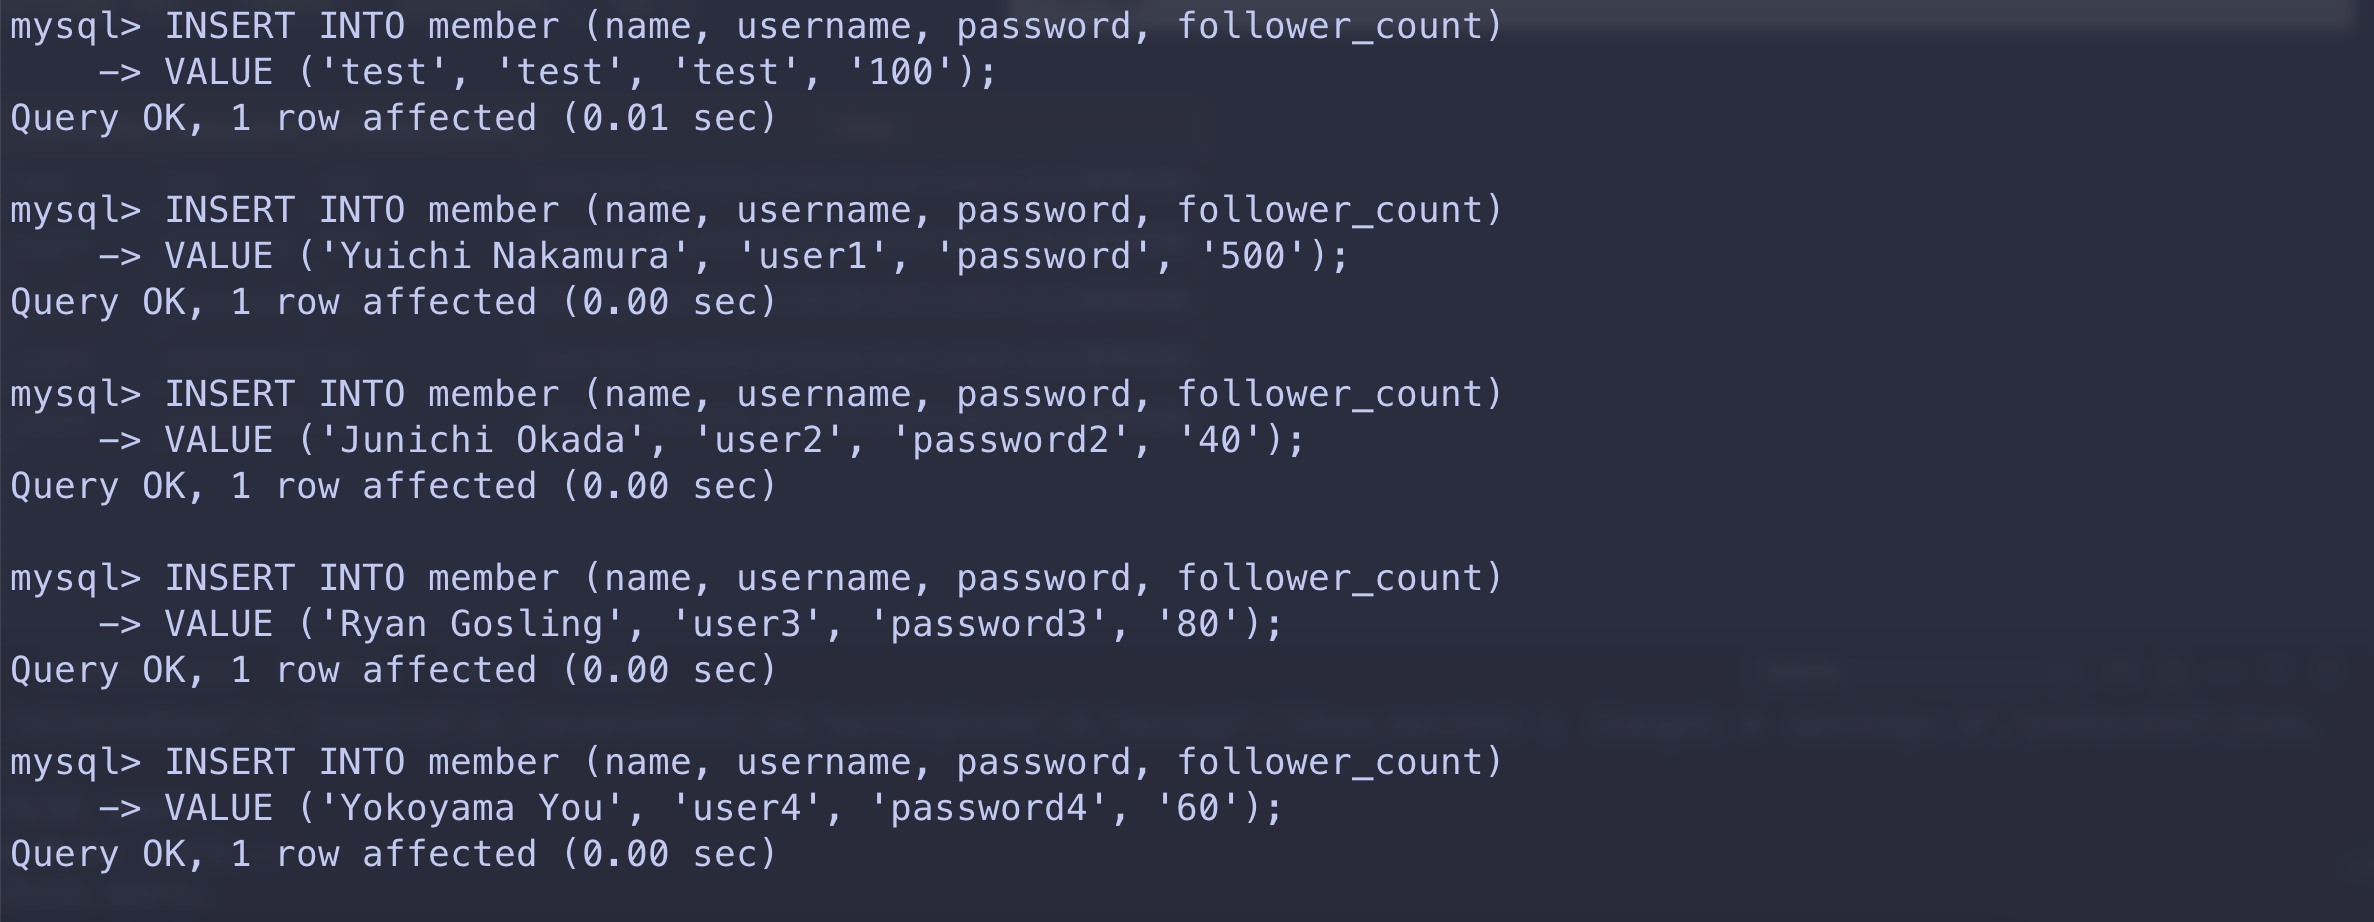 mysql> INSERT INTO member (name, username, password, follower_count)
    -> VALUE ('test', 'test', 'test', '100');
Query OK, 1 row affected (0.01 sec)

mysql> INSERT INTO member (name, username, password, follower_count)
    -> VALUE ('Yuichi Nakamura', 'user1', 'password', '500');
Query OK, 1 row affected (0.00 sec)

mysql> INSERT INTO member (name, username, password, follower_count)
    -> VALUE ('Junichi Okada', 'user2', 'password2', '40');
Query OK, 1 row affected (0.00 sec)

mysql> INSERT INTO member (name, username, password, follower_count)
    -> VALUE ('Ryan Gosling', 'user3', 'password3', '80');
Query OK, 1 row affected (0.00 sec)

mysql> INSERT INTO member (name, username, password, follower_count)
    -> VALUE ('Yokoyama You', 'user4', 'password4', '60');
Query OK, 1 row affected (0.00 sec)